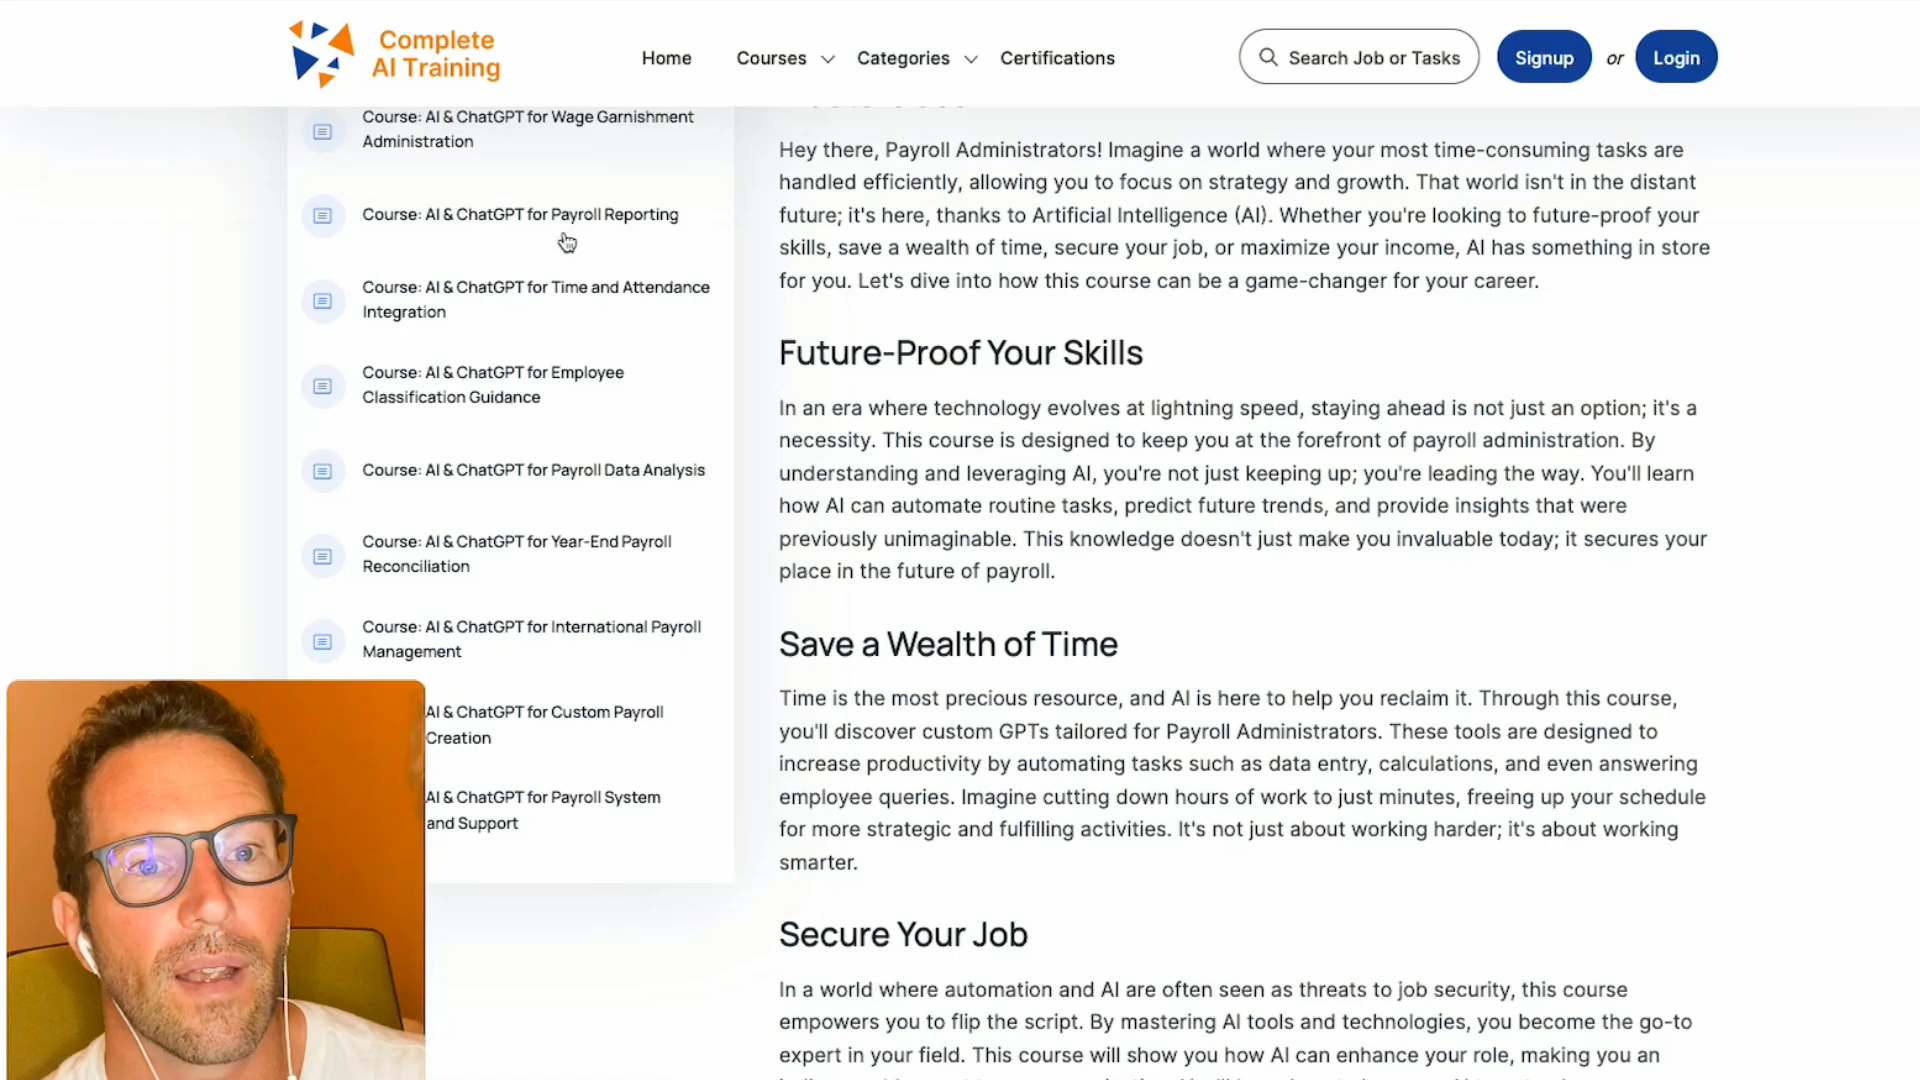 Complete
AI Training
Home
Courses
Categories
Certifications
Search Job or Tasks
Signup
or
Login
Course: AI & ChatGPT for Wage Garnishment
Administration
Course: AI & ChatGPT for Payroll Reporting
Course: AI & ChatGPT for Time and Attendance
Integration
Course: AI & ChatGPT for Employee
Classification Guidance
Course: AI & ChatGPT for Payroll Data Analysis
Course: AI & ChatGPT for Year-End Payroll
Reconciliation
Course: AI & ChatGPT for International Payroll
Management
AI & ChatGPT for Custom Payroll
Creation
AI & ChatGPT for Payroll System
and Support
Hey there, Payroll Administrators! Imagine a world where your most time-consuming tasks are
handled efficiently, allowing you to focus on strategy and growth. That world isn't in the distant
future; it's here, thanks to Artificial Intelligence (AI). Whether you're looking to future-proof your
skills, save a wealth of time, secure your job, or maximize your income, AI has something in store
for you. Let's dive into how this course can be a game-changer for your career.
Future-Proof Your Skills
In an era where technology evolves at lightning speed, staying ahead is not just an option; it's a
necessity. This course is designed to keep you at the forefront of payroll administration. By
understanding and leveraging AI, you're not just keeping up; you're leading the way. You'll learn
how AI can automate routine tasks, predict future trends, and provide insights that were
previously unimaginable. This knowledge doesn't just make you invaluable today; it secures your
place in the future of payroll.
Save a Wealth of Time
Time is the most precious resource, and AI is here to help you reclaim it. Through this course,
you'll discover custom GPTs tailored for Payroll Administrators. These tools are designed to
increase productivity by automating tasks such as data entry, calculations, and even answering
employee queries. Imagine cutting down hours of work to just minutes, freeing up your schedule
for more strategic and fulfilling activities. It's not just about working harder; it's about working
smarter.
Secure Your Job
In a world where automation and AI are often seen as threats to job security, this course
empowers you to flip the script. By mastering AI tools and technologies, you become the go-to
expert in your field. This course will show you how AI can enhance your role, making you an